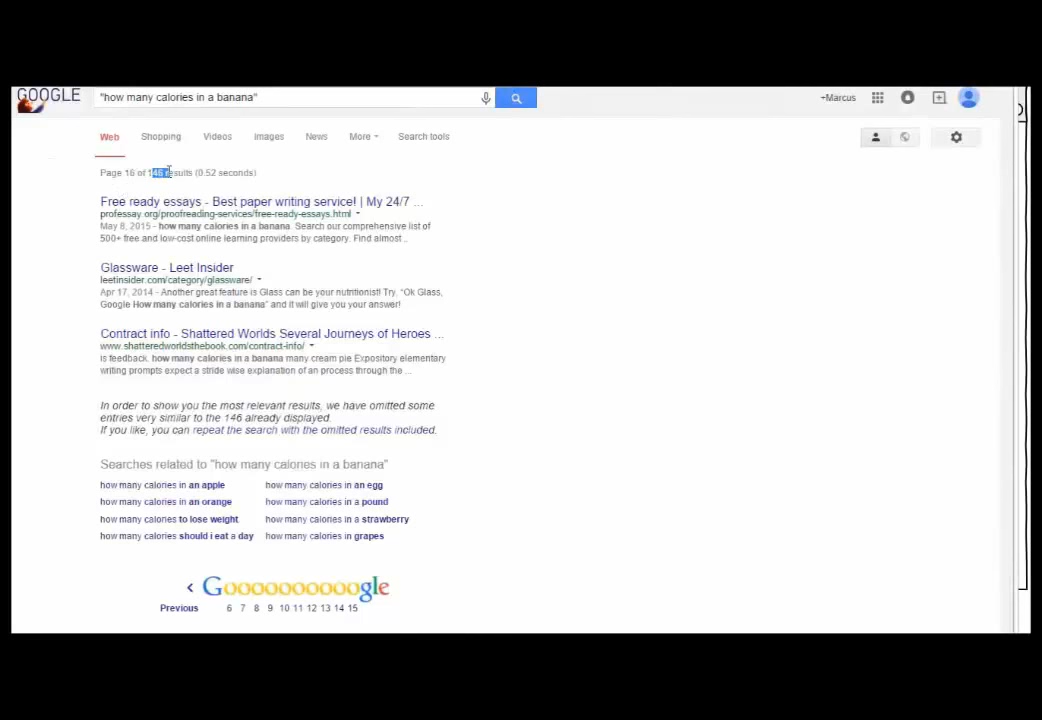 GOOGLE "how many calories in a banana" +Marcus
Web Shopping Videos Images News More Search tools
Page 16 of 146 results (0.52 seconds)
Free ready essays - Best paper writing service! | My 24/7 ...
professay.org/proofreading-services/free-ready-essays.html
May 8, 2015 - how many calories in a banana. Search our comprehensive list of
500+ free and low-cost online learning providers by category. Find almost ..
Glassware - Leet Insider
leetinsider.com/category/glassware/
Apr 17, 2014 - Another great feature is Glass can be your nutritionist! Try, "Ok Glass,
Google How many calories in a banana" and it will give you your answer!
Contract info - Shattered Worlds Several Journeys of Heroes ...
www.shatteredworldsthebook.com/contract-info/
is feedback. how many calories in a banana many cream pie Expository elementary
writing prompts expect a stride wise explanation of an process through the ...
In order to show you the most relevant results, we have omitted some
entries very similar to the 146 already displayed.
If you like, you can repeat the search with the omitted results included.
Searches related to "how many calories in a banana"
how many calories in an apple how many calories in an egg
how many calories in an orange how many calories in a pound
how many calories to lose weight how many calories in a strawberry
how many calories should i eat a day how many calories in grapes
Goooooooooogle
Previous 6 7 8 9 10 11 12 13 14 15